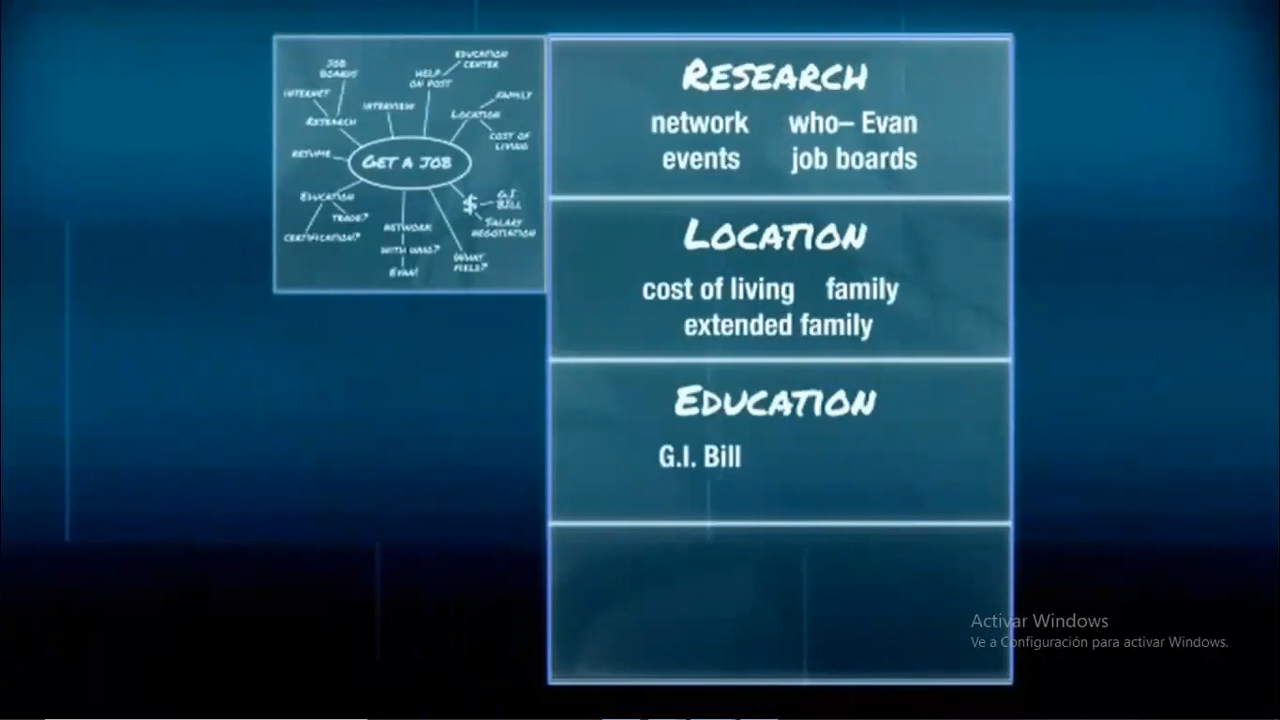 JOB
BOARDS
EDUCATION
CENTER
HELP
ON POST
INTERNET
FAMILY
INTERVIEW
LOCATION
RESEARCH
COST OF
LIVING
RESUME
GET A JOB
EDUCATION
$
G.I.
BILL
TRADE?
SALARY
NEGOTIATION
CERTIFICATION?
NETWORK
WITH WHO?
WHAT
FIELD?
EVAN!
RESEARCH
network who– Evan
events job boards
LOCATION
cost of living family
extended family
EDUCATION
G.I. Bill
Activar Windows
Ve a Configuración para activar Windows.